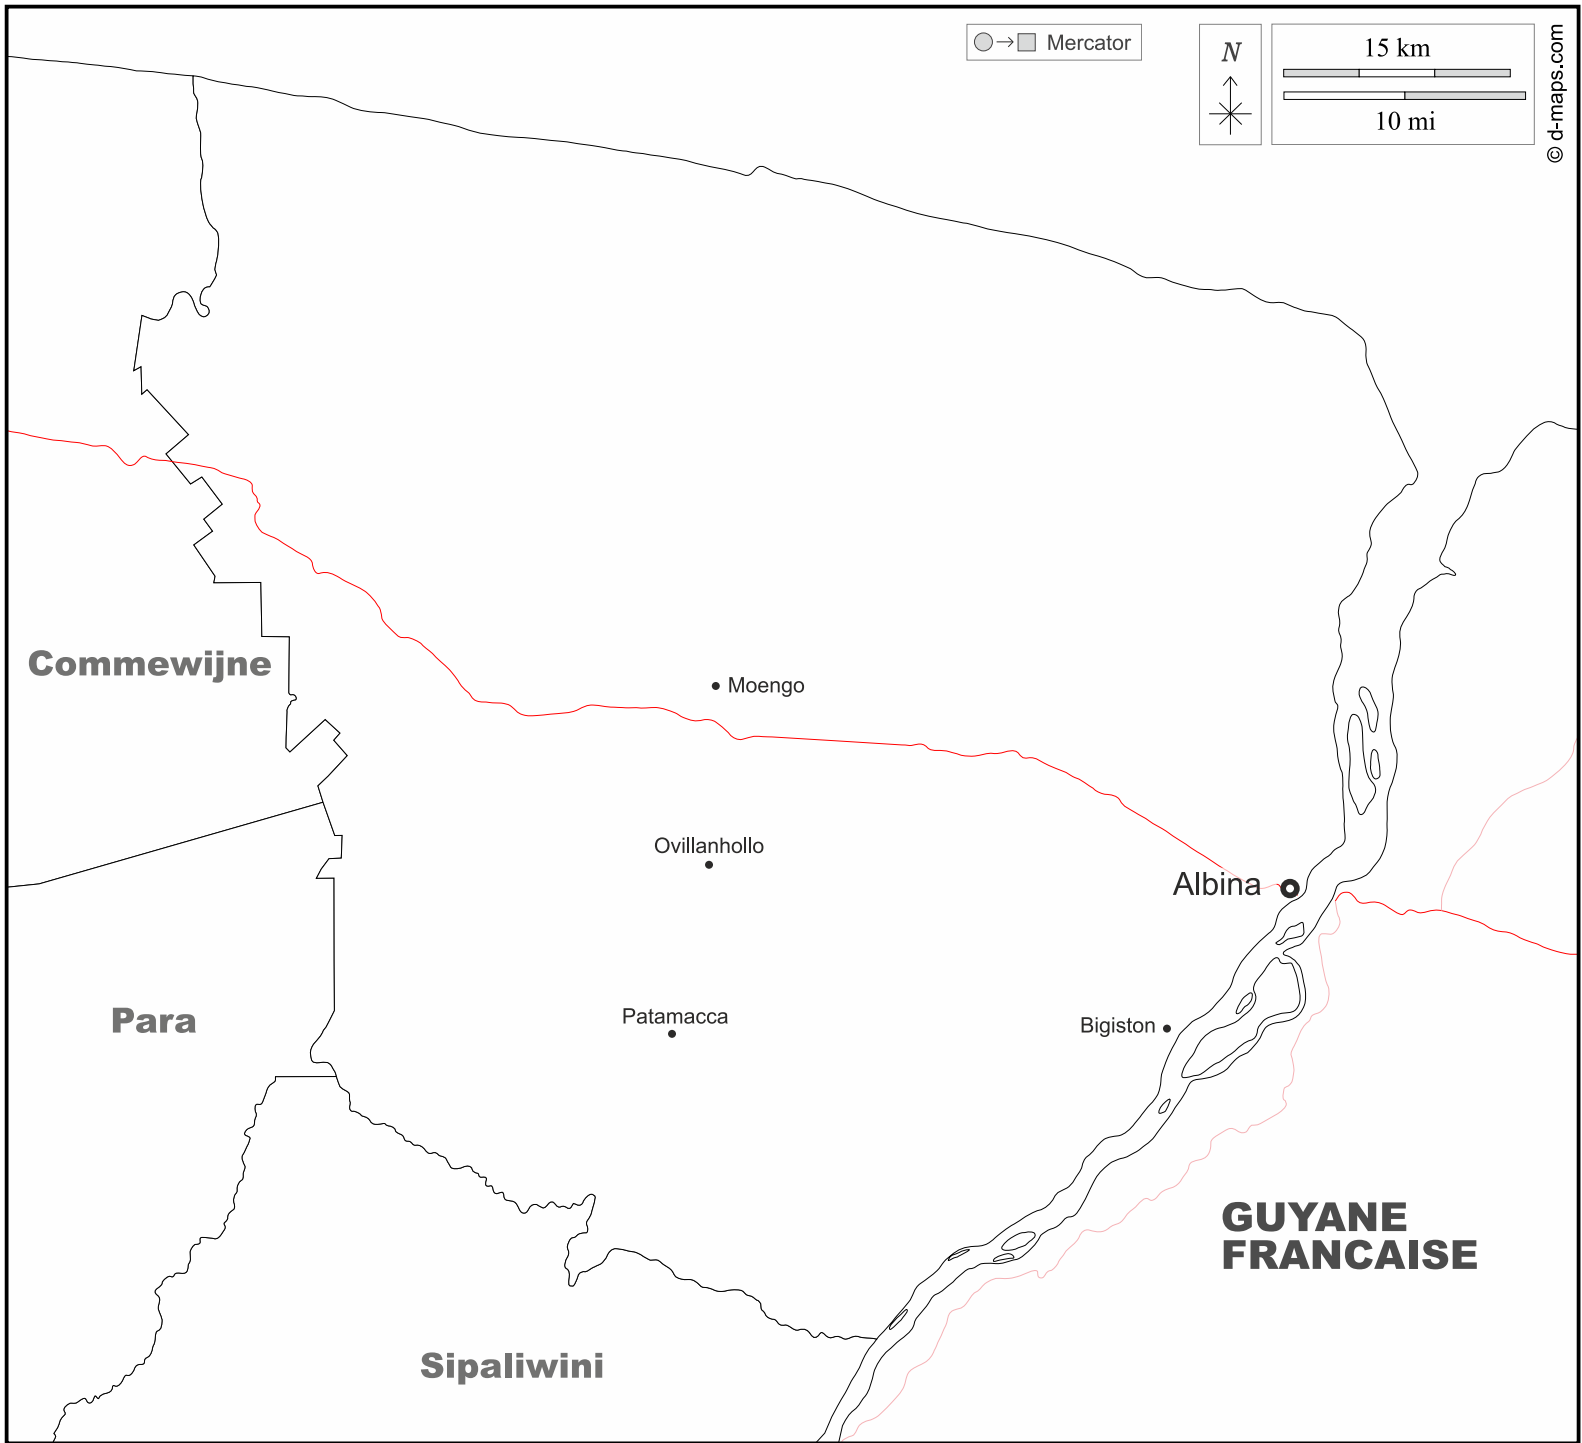 Mercator
N
15 km
10 mi
© d-maps.com
Commewijne
Moengo
Ovillanhollo
Albina
Para
Patamacca
Bigiston
GUYANE
FRANCAISE
Sipaliwini